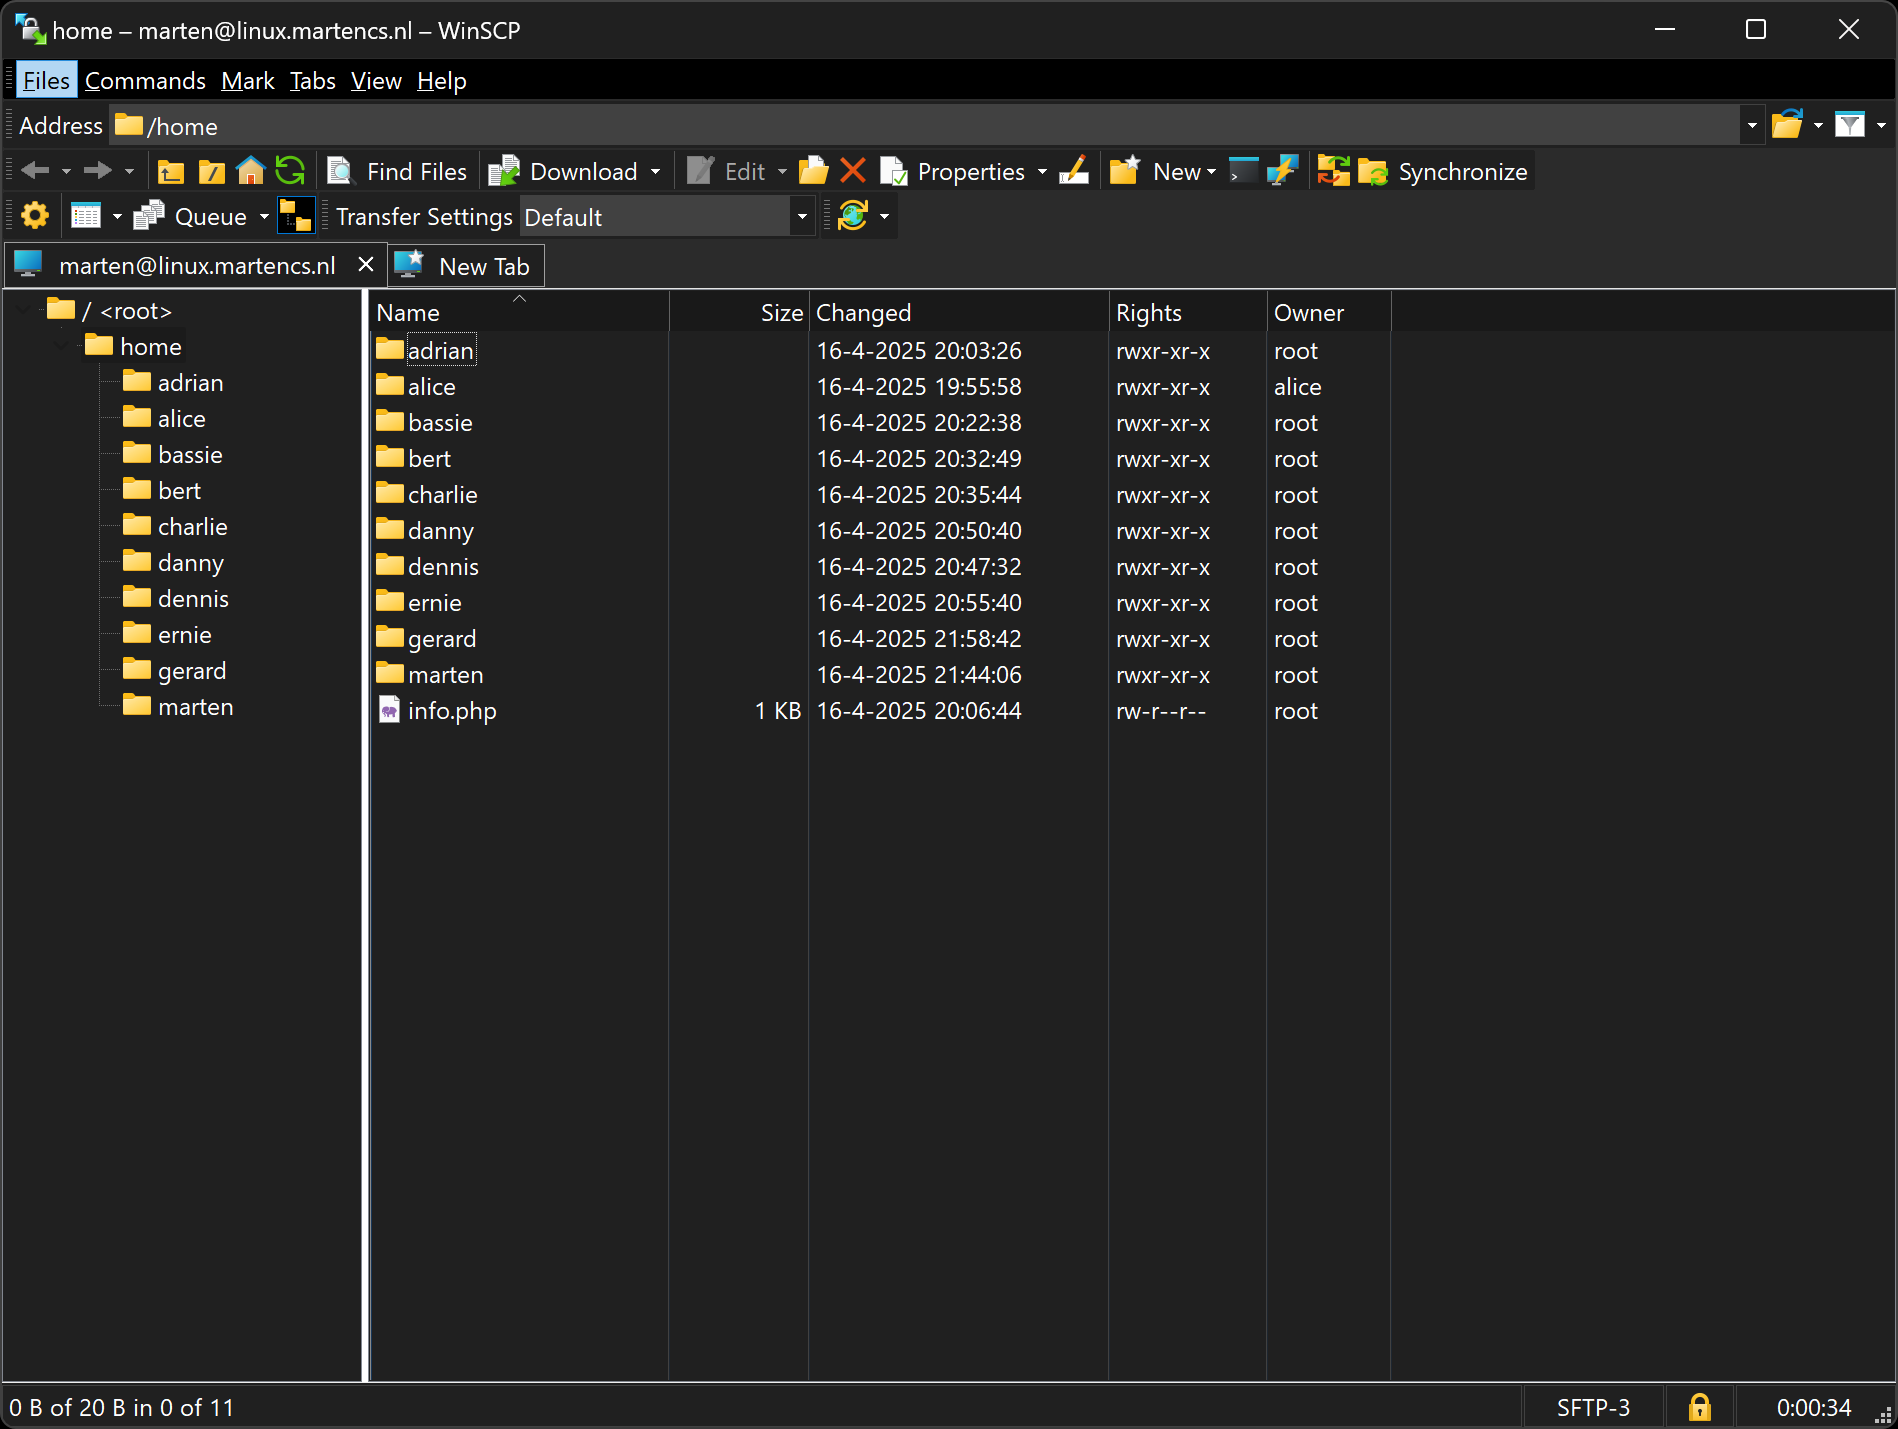 home – marten@linux.martencs.nl – WinSCP
Files Commands Mark Tabs View Help
Address /home
Find Files Download Edit Properties New Synchronize
Queue Transfer Settings Default
marten@linux.martencs.nl New Tab
/ <root>
home
adrian
alice
bassie
bert
charlie
danny
dennis
ernie
gerard
marten
Name Size Changed Rights Owner
adrian 16-4-2025 20:03:26 rwxr-xr-x root
alice 16-4-2025 19:55:58 rwxr-xr-x alice
bassie 16-4-2025 20:22:38 rwxr-xr-x root
bert 16-4-2025 20:32:49 rwxr-xr-x root
charlie 16-4-2025 20:35:44 rwxr-xr-x root
danny 16-4-2025 20:50:40 rwxr-xr-x root
dennis 16-4-2025 20:47:32 rwxr-xr-x root
ernie 16-4-2025 20:55:40 rwxr-xr-x root
gerard 16-4-2025 21:58:42 rwxr-xr-x root
marten 16-4-2025 21:44:06 rwxr-xr-x root
info.php 1 KB 16-4-2025 20:06:44 rw-r--r-- root
0 B of 20 B in 0 of 11 SFTP-3 0:00:34